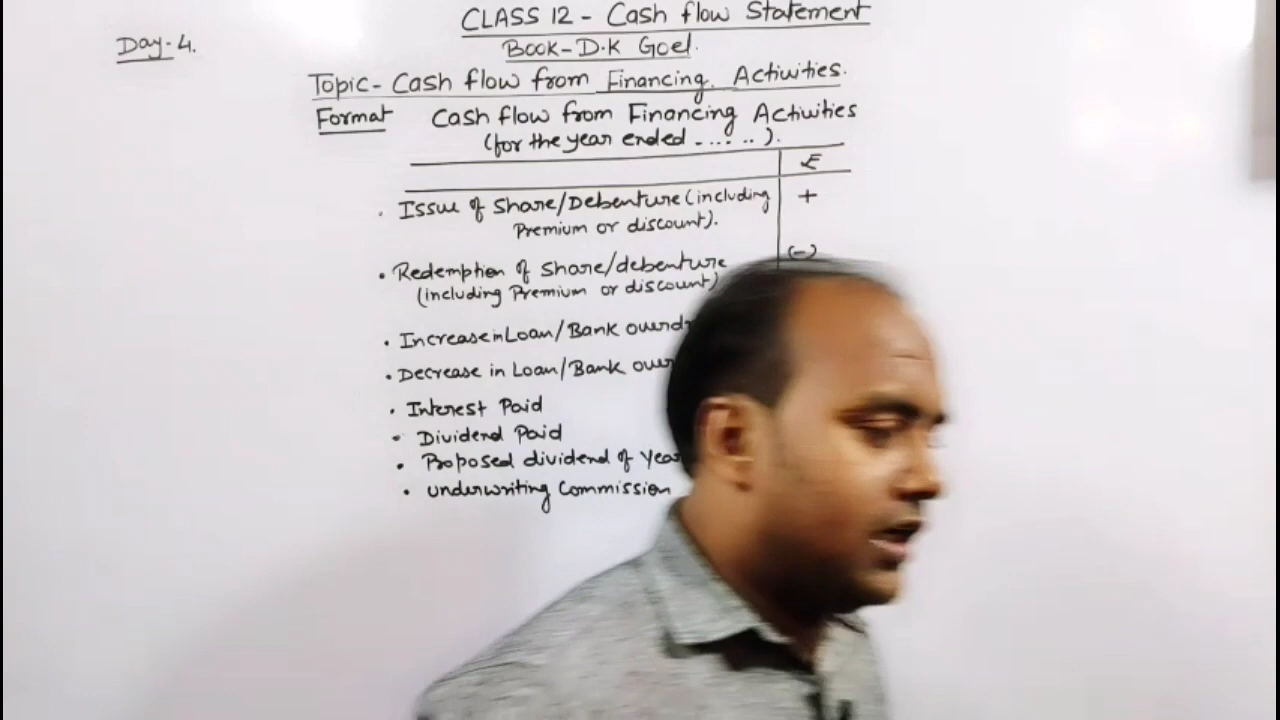 Day-4.
CLASS 12 - Cash flow Statement
Book-D.K Goel.
Topic- Cash flow from Financing Activities.
Format Cash flow from Financing Activities
(for the year ended ........).
₹
• Issue of Share/Debenture (including +
Premium or discount).
(-)
• Redemption of Share/debenture
(including Premium or discount)
• Increase in Loan/Bank
• Decrease in Loan/Bank
• Interest Paid
• Dividend Paid
• Proposed dividend of
• underwriting Commission